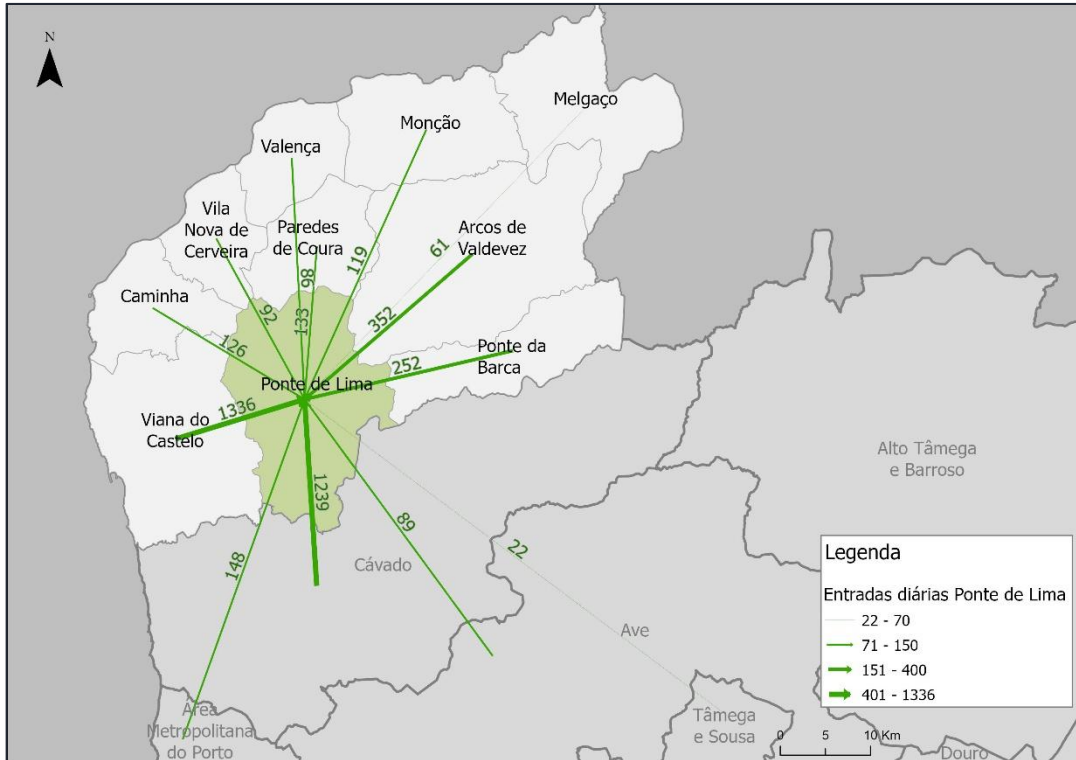 N
Melgaço
Monção
Valença
Vila
Nova de
Cerveira
Paredes
de Coura
Arcos de
Valdevez
Caminha
Ponte da
Barca
Ponte de Lima
Viana do
Castelo
61
119
98
133
92
352
126
252
1336
1239
148
89
22
Cávado
Ave
Alto Tâmega
e Barroso
Área
Metropolitana
do Porto
Tâmega
e Sousa
Douro
Legenda
Entradas diárias Ponte de Lima
22 - 70
71 - 150
151 - 400
401 - 1336
0 5 10 Km